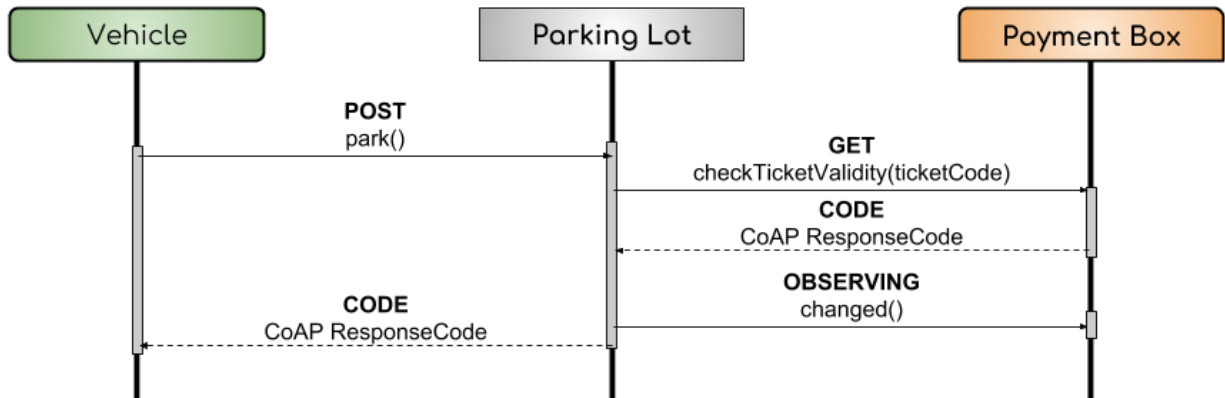 Vehicle
Parking Lot
Payment Box
POST
park()
GET
checkTicketValidity(ticketCode)
CODE
CoAP ResponseCode
OBSERVING
changed()
CODE
CoAP ResponseCode